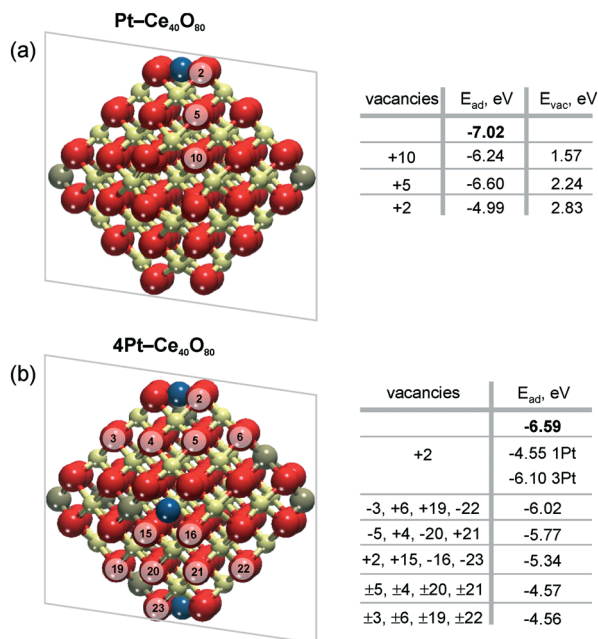 Pt–Ce₄₀O₈₀
(a)
2
5
10
vacancies E_ad, eV E_vac, eV
-7.02
+10 -6.24 1.57
+5 -6.60 2.24
+2 -4.99 2.83
4Pt–Ce₄₀O₈₀
(b)
2
3 4 5 6
15 16
19 20 21 22
23
vacancies E_ad, eV
-6.59
+2 -4.55 1Pt
-6.10 3Pt
-3, +6, +19, -22 -6.02
-5, +4, -20, +21 -5.77
+2, +15, -16, -23 -5.34
±5, ±4, ±20, ±21 -4.57
±3, ±6, ±19, ±22 -4.56